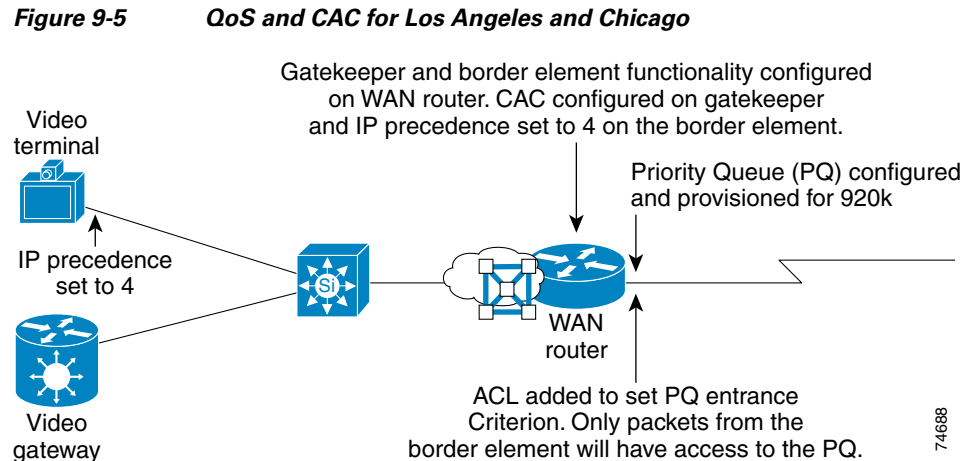 Figure 9-5 QoS and CAC for Los Angeles and Chicago
Gatekeeper and border element functionality configured
on WAN router. CAC configured on gatekeeper
and IP precedence set to 4 on the border element.
Video
terminal
Priority Queue (PQ) configured
and provisioned for 920k
IP precedence
set to 4
Si
WAN
router
Video
gateway
ACL added to set PQ entrance
Criterion. Only packets from the
border element will have access to the PQ.
74688